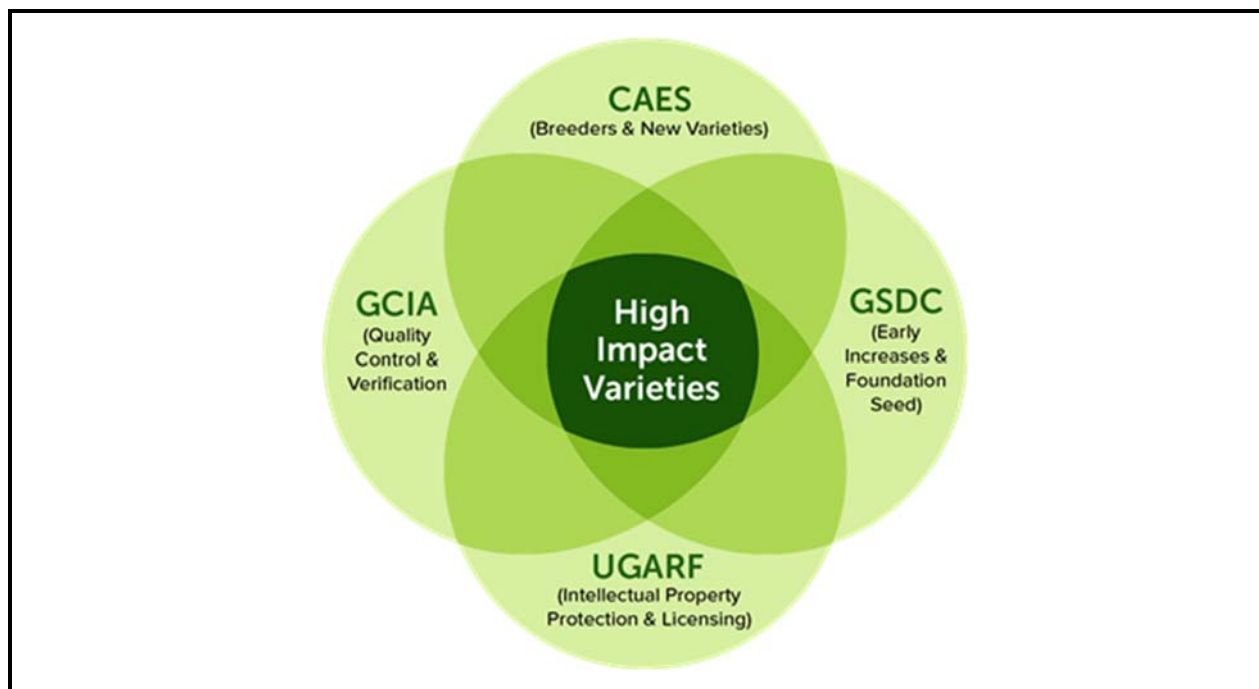 CAES
(Breeders & New Varieties)
GCIA
(Quality
Control &
Verification
High
Impact
Varieties
GSDC
(Early
Increases &
Foundation
Seed)
UGARF
(Intellectual Property
Protection & Licensing)